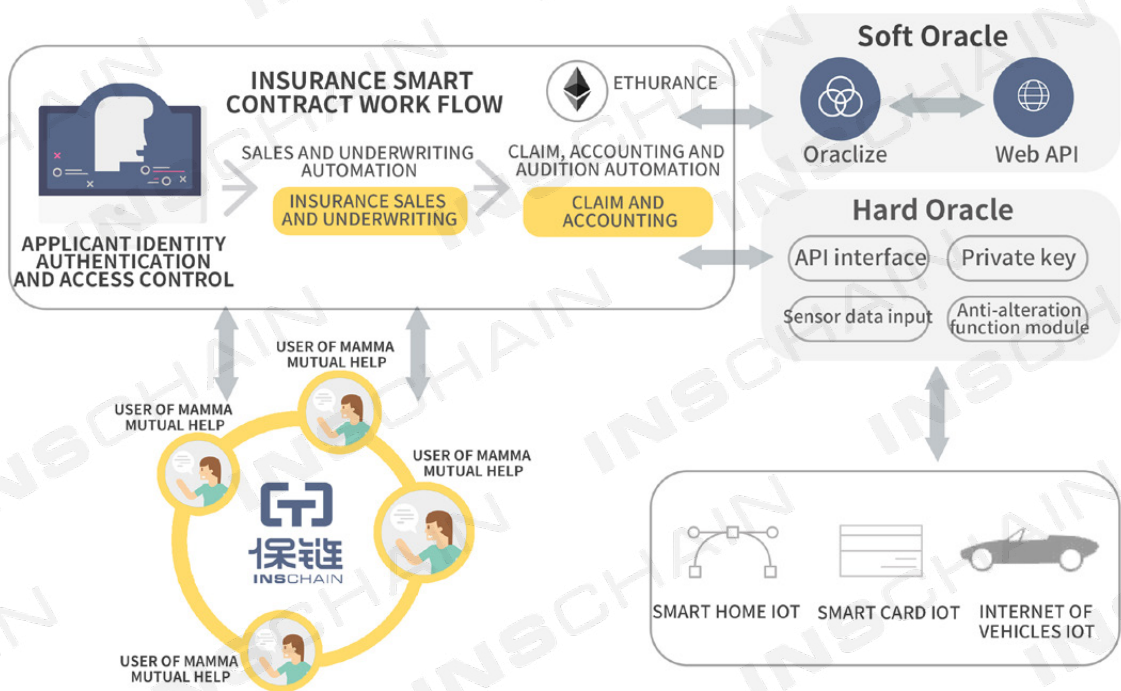 INSURANCE SMART
CONTRACT WORK FLOW
ETHURANCE
SALES AND UNDERWRITING
AUTOMATION
INSURANCE SALES
AND UNDERWRITING
CLAIM, ACCOUNTING AND
AUDITION AUTOMATION
CLAIM AND
ACCOUNTING
APPLICANT IDENTITY
AUTHENTICATION
AND ACCESS CONTROL
Soft Oracle
Oraclize
Web API
Hard Oracle
API interface
Private key
Sensor data input
Anti-alteration
function module
USER OF MAMMA
MUTUAL HELP
USER OF MAMMA
MUTUAL HELP
USER OF MAMMA
MUTUAL HELP
保链
INSCHAIN
USER OF MAMMA
MUTUAL HELP
SMART HOME IOT
SMART CARD IOT
INTERNET OF
VEHICLES IOT
INSCHAIN